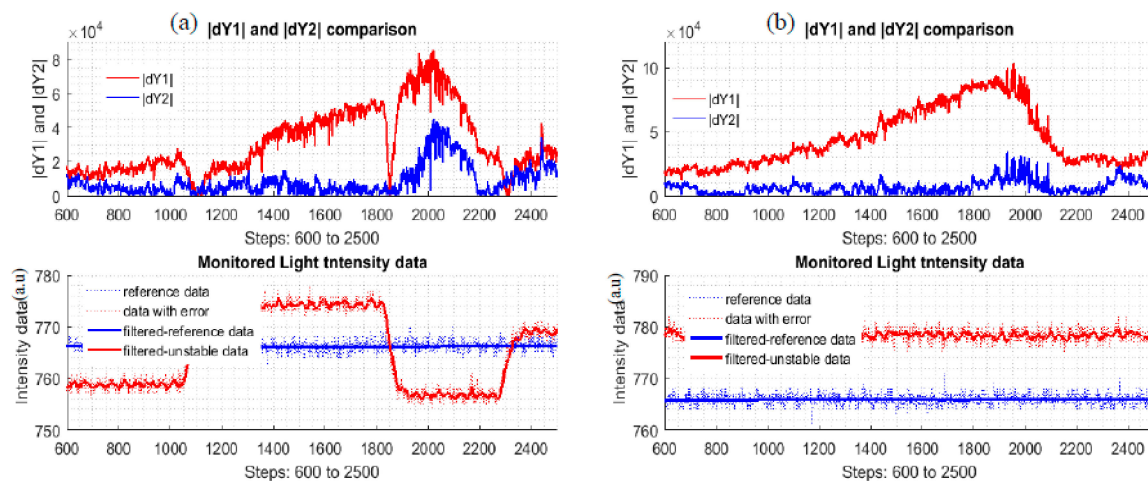 (a)
|dY1| and |dY2| comparison
×10⁴
|dY1| and |dY2|
8
6
4
2
0
|dY1|
|dY2|
600 800 1000 1200 1400 1600 1800 2000 2200 2400
Steps: 600 to 2500
Monitored Light tntensity data
Intensity data(a.u)
780
770
760
750
reference data
data with error
filtered-reference data
filtered-unstable data
600 800 1000 1200 1400 1600 1800 2000 2200 2400
Steps: 600 to 2500
(b)
|dY1| and |dY2| comparison
×10⁴
|dY1| and |dY2|
10
5
0
|dY1|
|dY2|
600 800 1000 1200 1400 1600 1800 2000 2200 2400
Steps: 600 to 2500
Monitored Light tntensity data
Intensity data(a.u)
790
780
770
760
reference data
data with error
filtered-reference data
filtered-unstable data
600 800 1000 1200 1400 1600 1800 2000 2200 2400
Steps: 600 to 2500